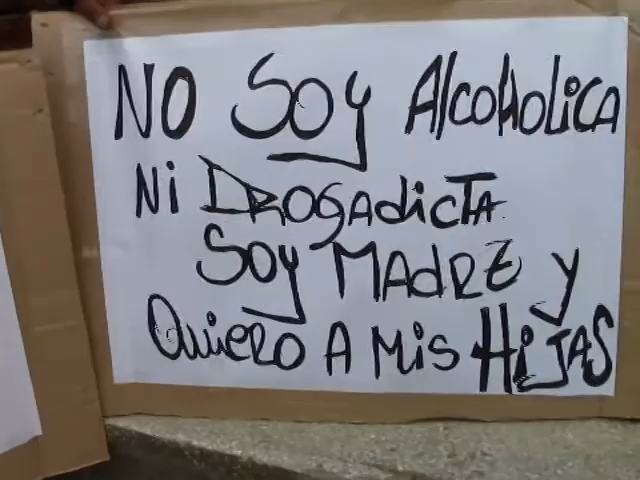 NO SOY AlcoHoliCA
Ni DROGAdicTA
SOY MAdRE y
QuiERO A Mis HiJAS